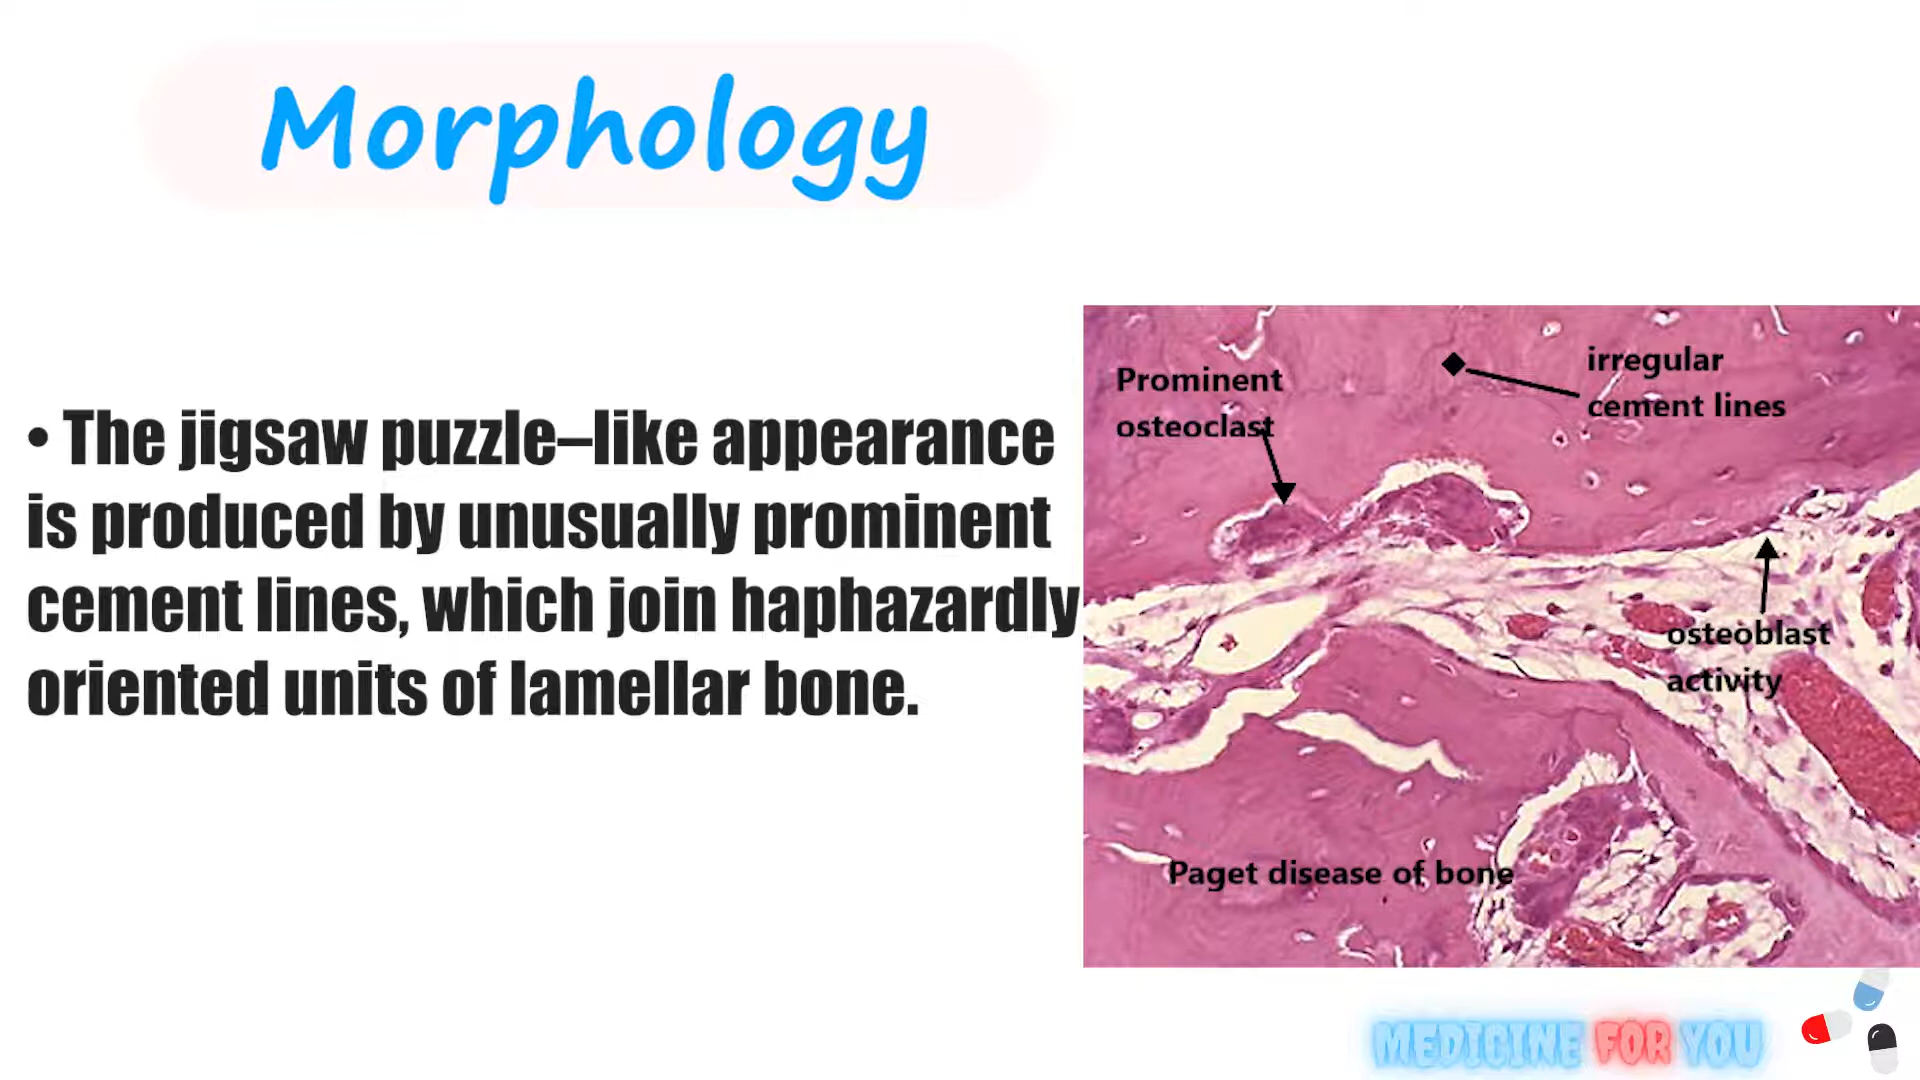 Morphology
• The jigsaw puzzle–like appearance
is produced by unusually prominent
cement lines, which join haphazardly
oriented units of lamellar bone.
Prominent
osteoclast
irregular
cement lines
osteoblast
activity
Paget disease of bone
MEDICINE FOR YOU